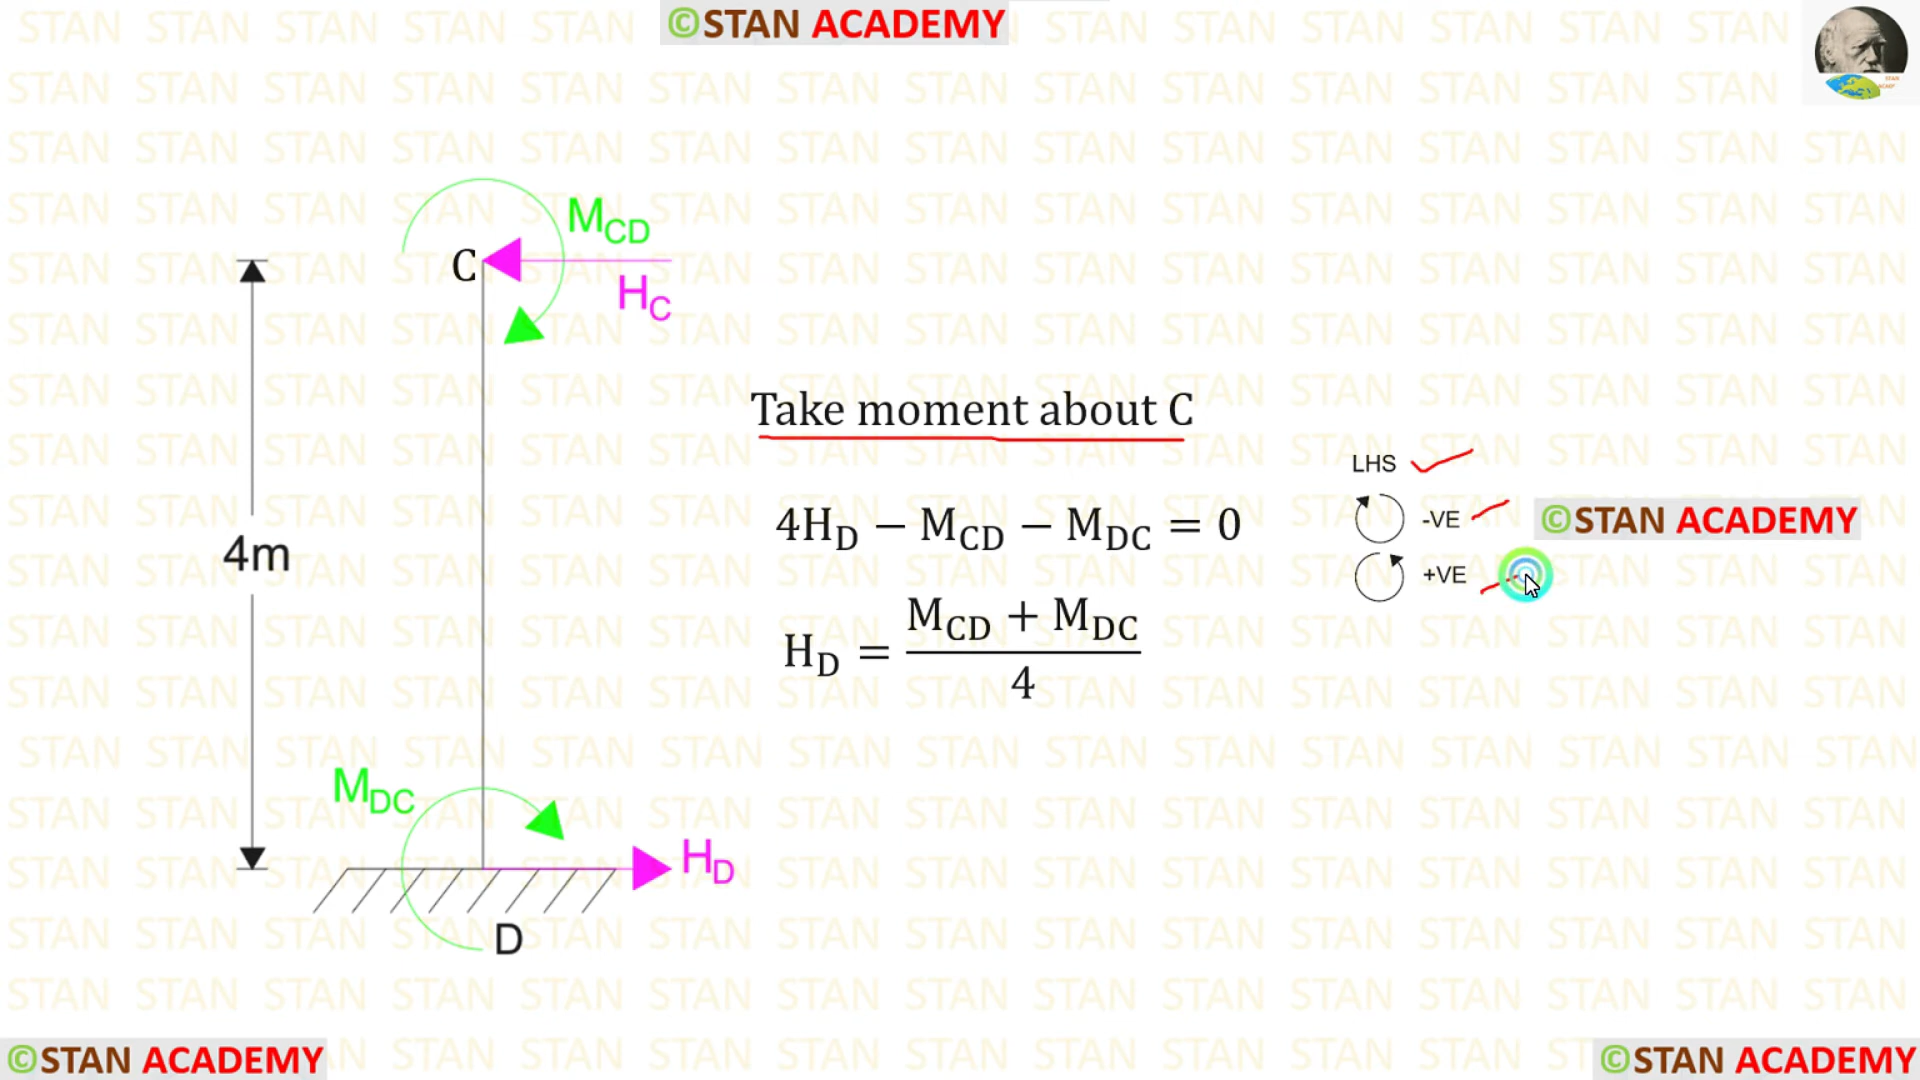 ©STAN ACADEMY
M_CD
C
H_C
Take moment about C
LHS
4H_D − M_CD − M_DC = 0
-VE
©STAN ACADEMY
4m
+VE
H_D = (M_CD + M_DC)/4
M_DC
H_D
D
©STAN ACADEMY
©STAN ACADEMY